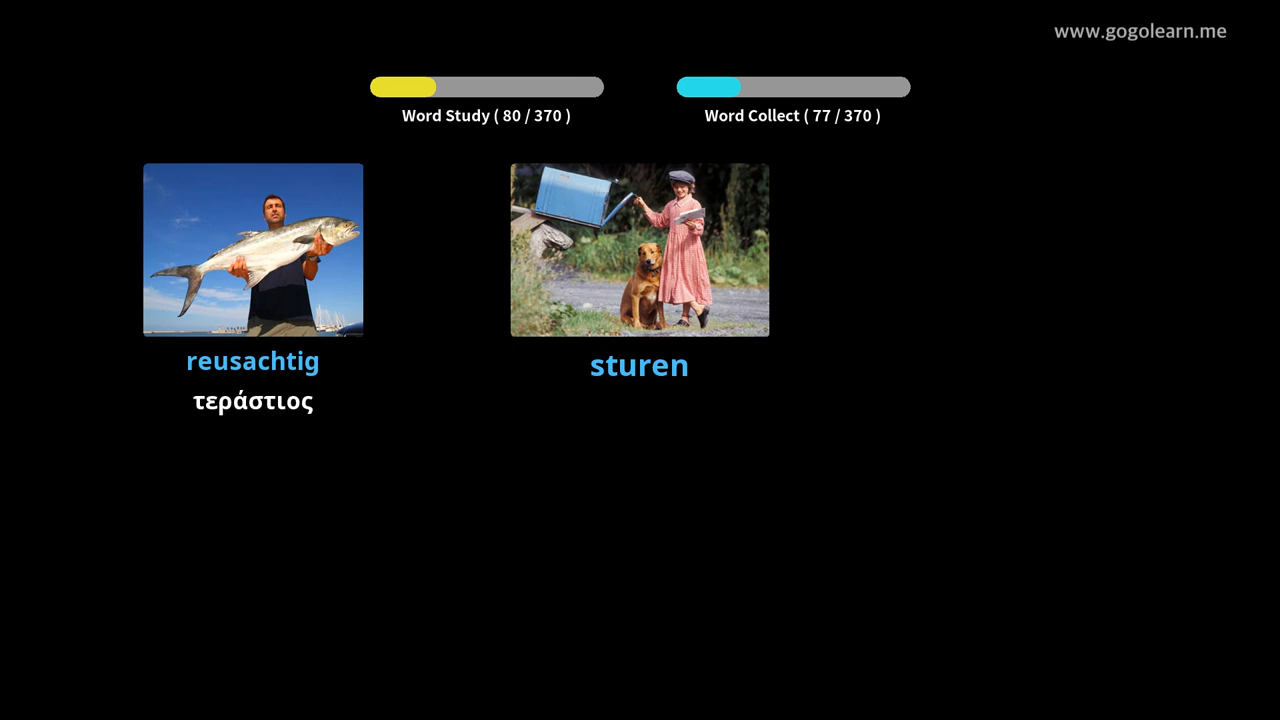 www.gogolearn.me
Word Study ( 80 / 370 )
Word Collect ( 77 / 370 )
reusachtig
τεράστιος
sturen